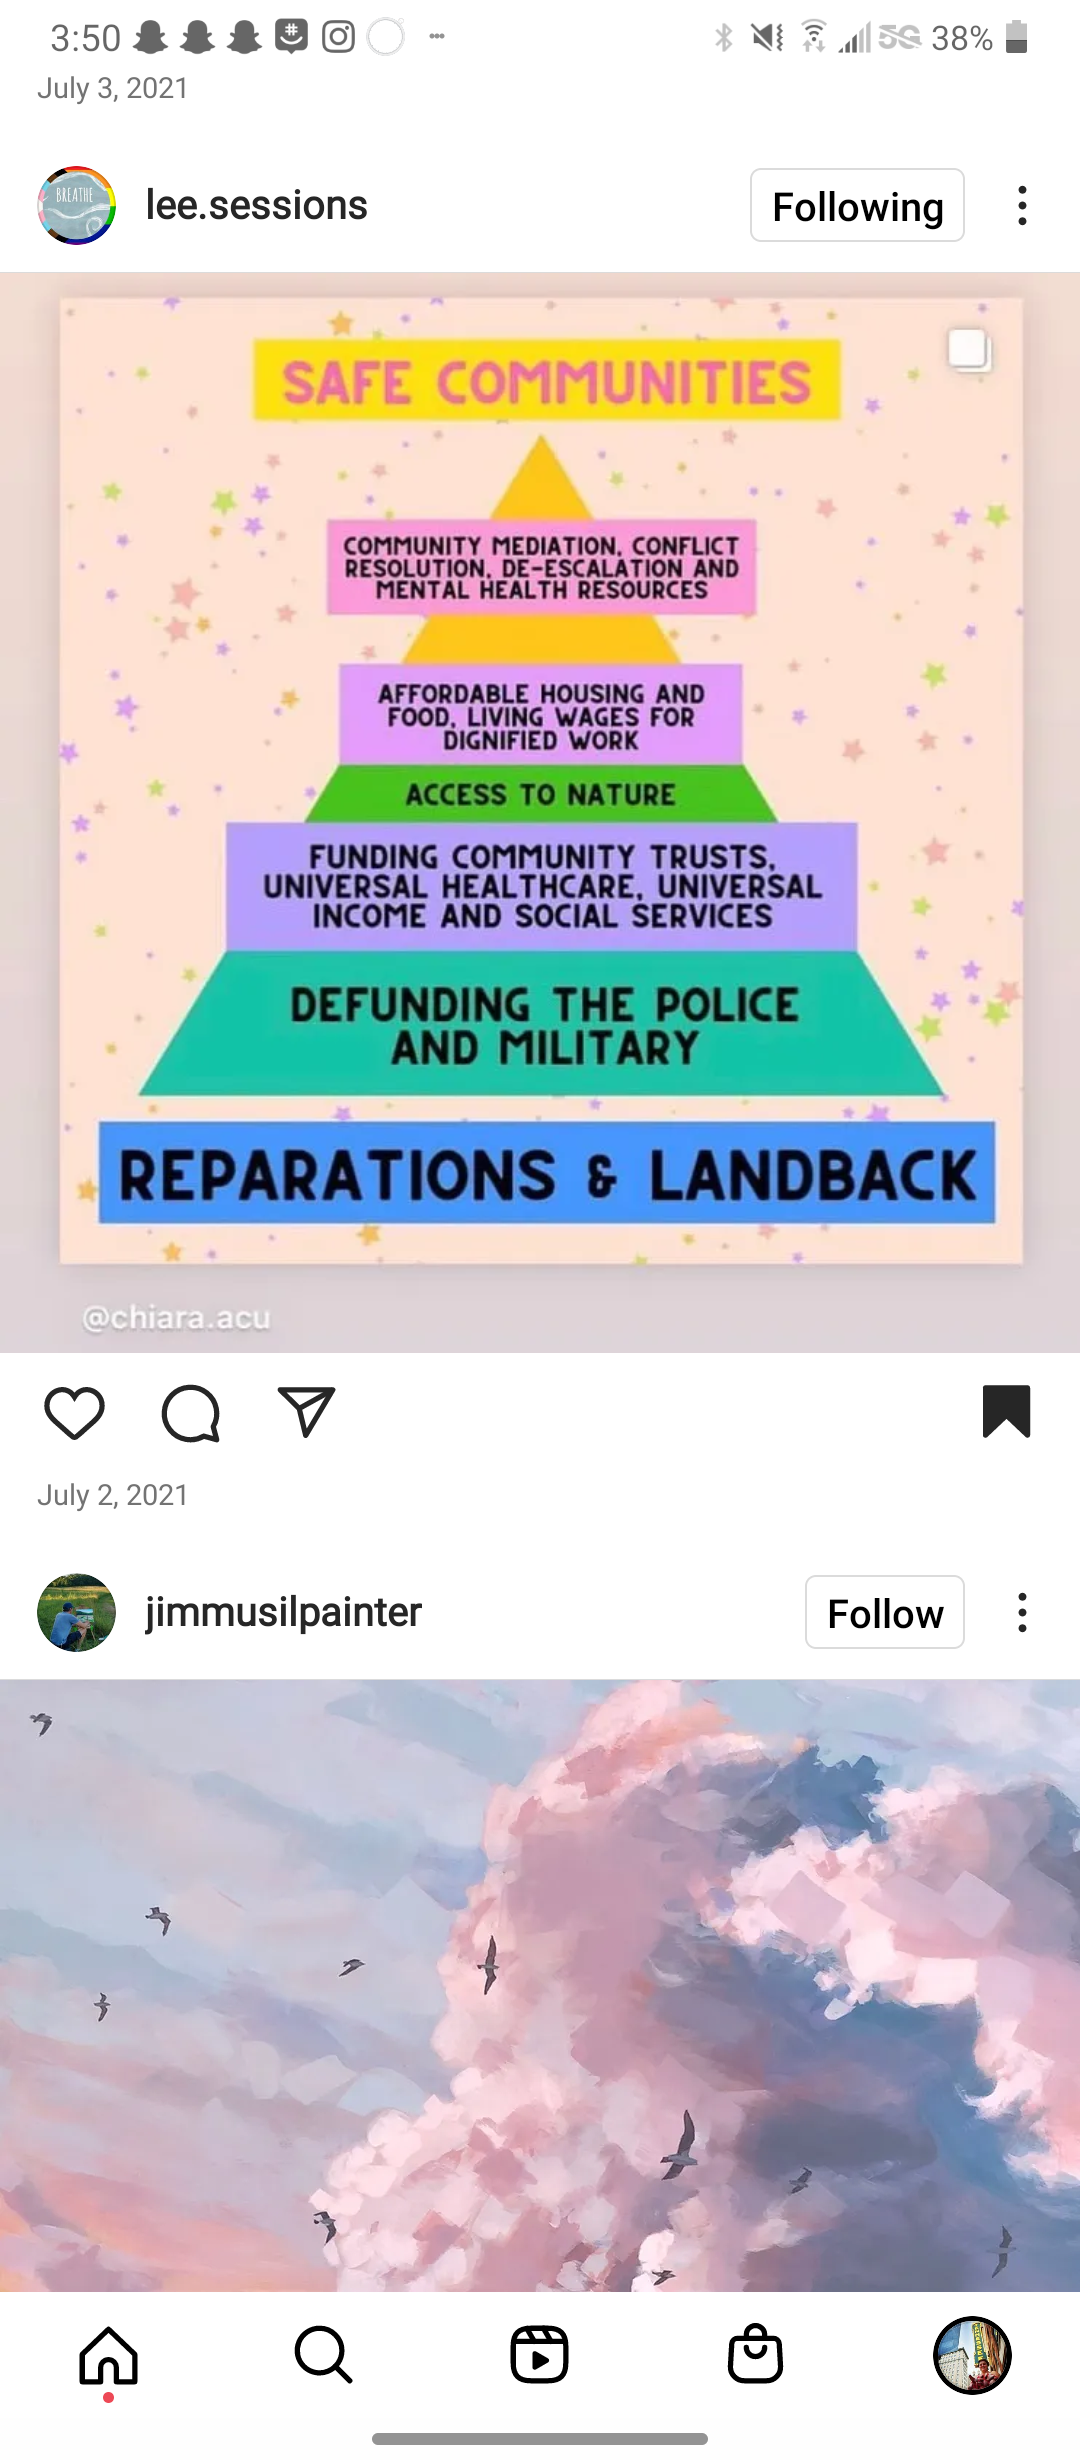 3:50
5G 38%
July 3, 2021
BREATHE
lee.sessions
Following
SAFE COMMUNITIES
COMMUNITY MEDIATION, CONFLICT
RESOLUTION, DE-ESCALATION AND
MENTAL HEALTH RESOURCES
AFFORDABLE HOUSING AND
FOOD, LIVING WAGES FOR
DIGNIFIED WORK
ACCESS TO NATURE
FUNDING COMMUNITY TRUSTS,
UNIVERSAL HEALTHCARE, UNIVERSAL
INCOME AND SOCIAL SERVICES
DEFUNDING THE POLICE
AND MILITARY
REPARATIONS & LANDBACK
@chiara.acu
July 2, 2021
jimmusilpainter
Follow